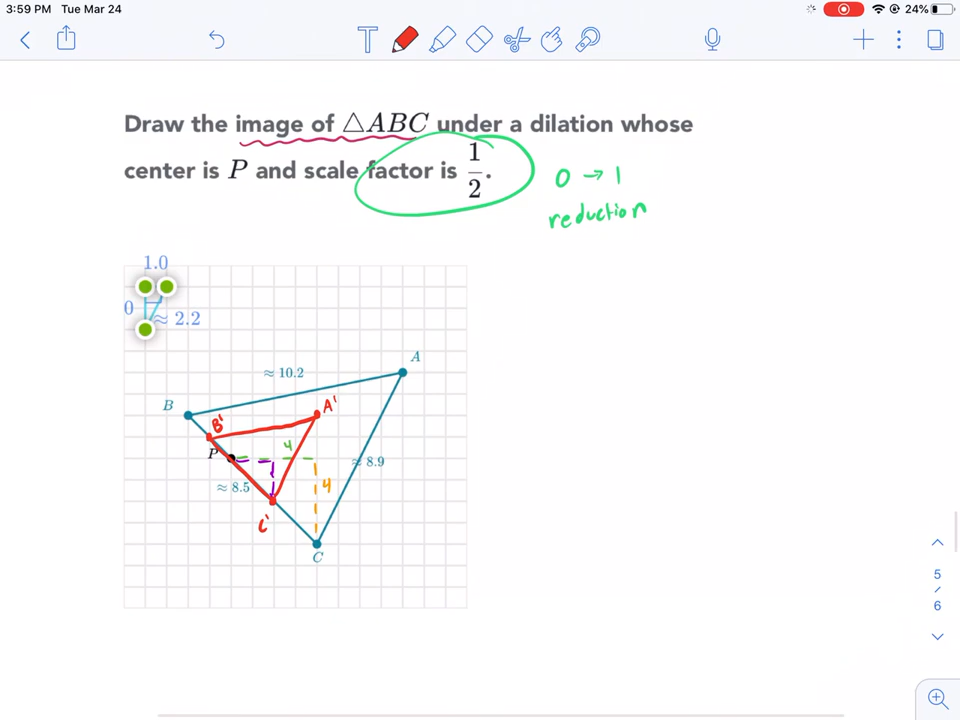 3:59 PM Tue Mar 24
24%
T
Draw the image of △ABC under a dilation whose
center is P and scale factor is 1/2.
0 → 1
reduction
1.0
0
≈ 2.2
A
≈ 10.2
B
A'
B'
P
4
≈ 8.9
≈ 8.5
4
C'
C
5
/
6